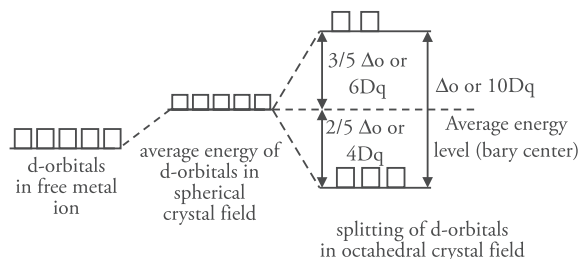 3/5 Δo or
6Dq
Δo or 10Dq
2/5 Δo or
4Dq
Average energy
level (bary center)
d-orbitals
in free metal
ion
average energy of
d-orbitals in
spherical
crystal field
splitting of d-orbitals
in octahedral crystal field